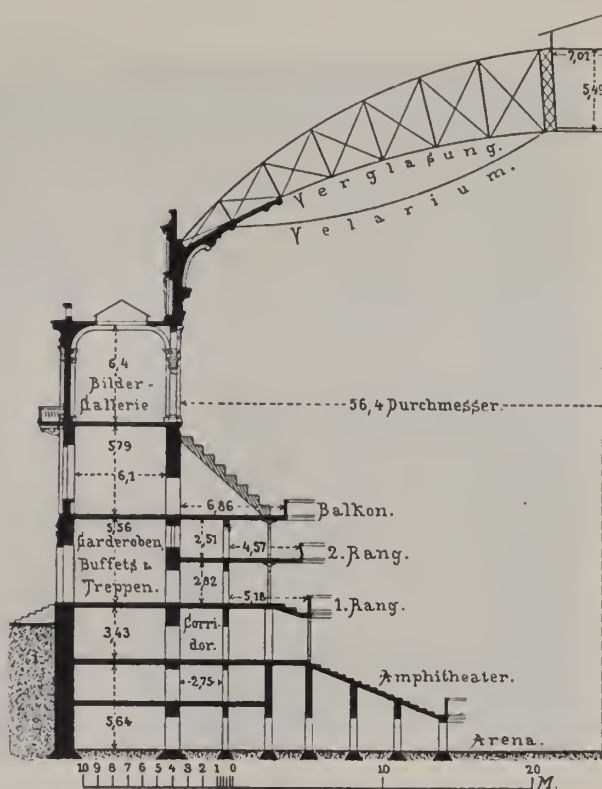 7,01
5,49
Verglaßung.
Velarium.
6,4
Bilder-
Gallerie
56,4 Durchmesser.
5,79
6,1
6,86
Balkon.
5,56
Garderoben,
Buffets &
Treppen.
2,51
4,57
2. Rang.
2,82
5,18
1. Rang.
3,43
Corri-
dor.
2,75
Amphitheater.
5,64
Arena.
10 9 8 7 6 5 4 3 2 1 0 10 20
M.